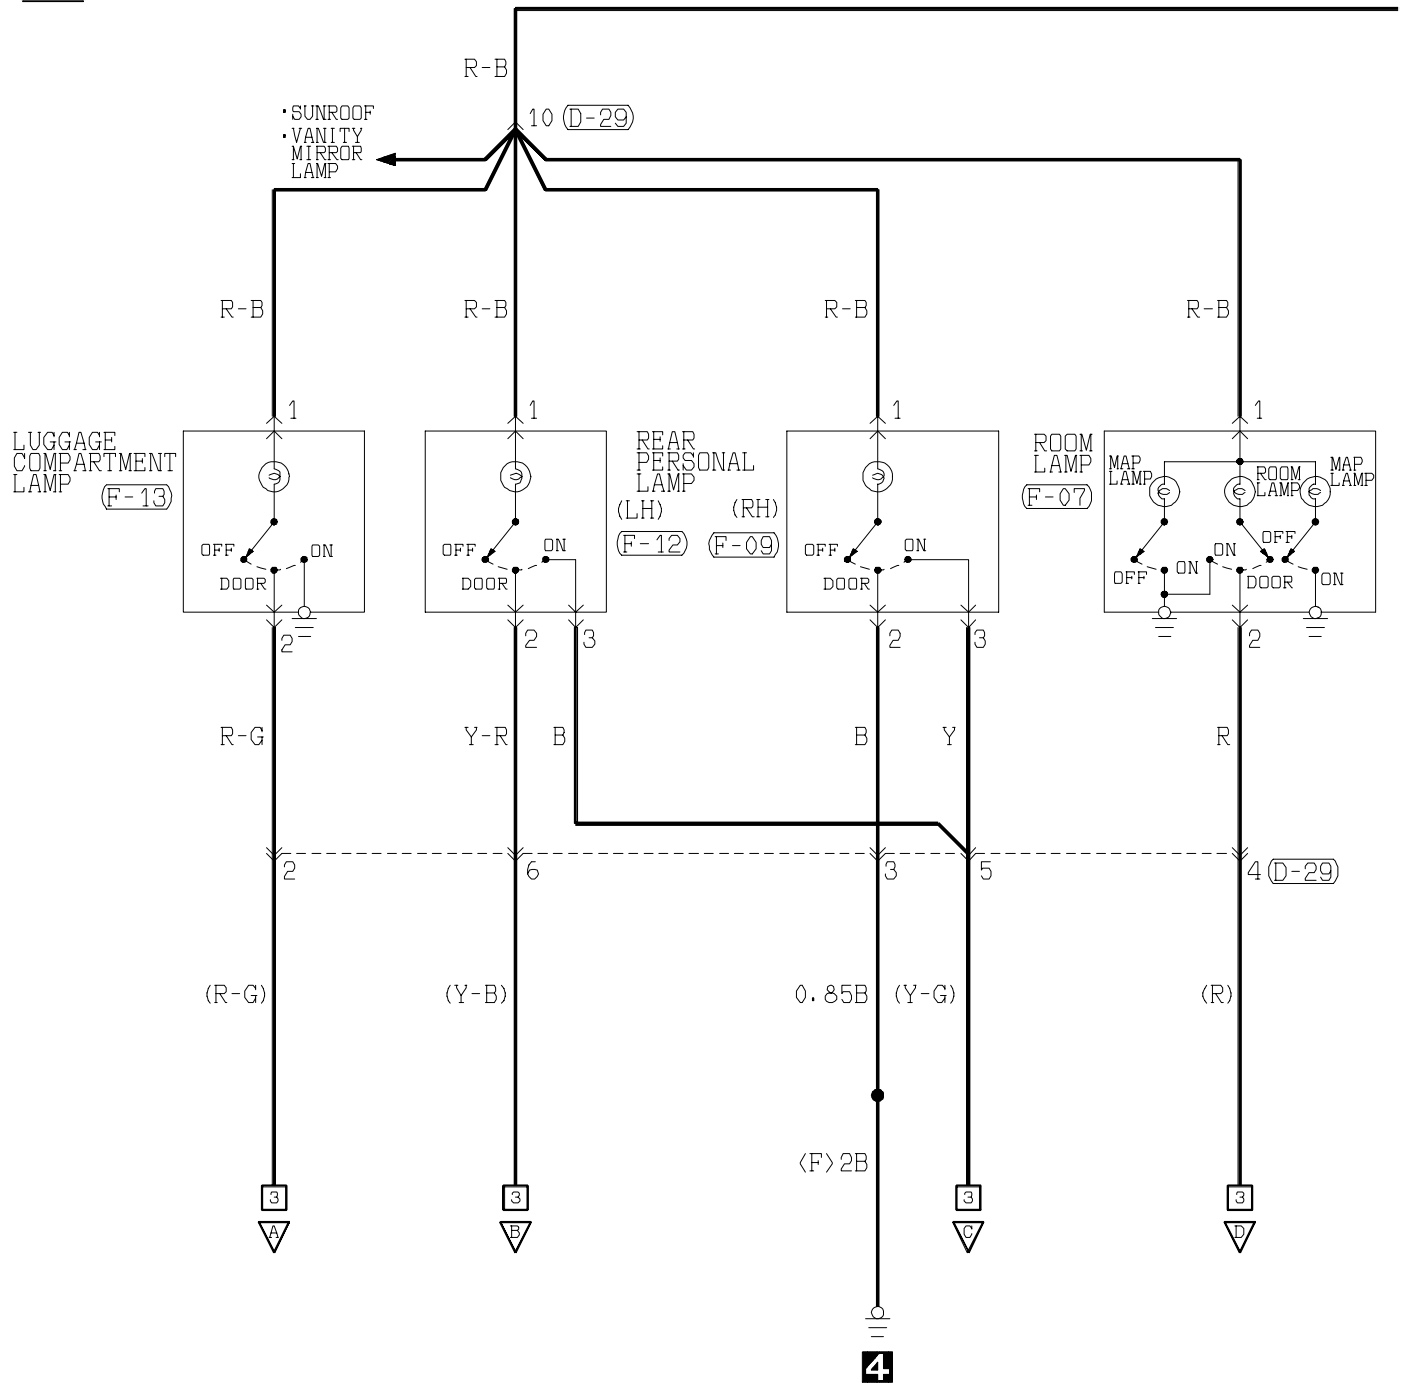 R-B
10 (D-29)
・SUNROOF
・VANITY
MIRROR
LAMP
R-B
R-B
R-B
R-B
1
1
1
1
LUGGAGE
COMPARTMENT
LAMP
(F-13)
OFF
ON
DOOR
2
OFF
ON
DOOR
2
3
REAR
PERSONAL
LAMP
(LH)
(RH)
(F-12)
(F-09)
OFF
ON
DOOR
2
3
ROOM
LAMP
(F-07)
MAP
LAMP
ROOM
LAMP
MAP
LAMP
OFF
ON
ON
DOOR
OFF
ON
2
R-G
Y-R
B
B
Y
R
2
6
3
5
4 (D-29)
(R-G)
(Y-B)
0.85B
(Y-G)
(R)
〈F〉2B
3
3
3
3
A
B
C
D
4